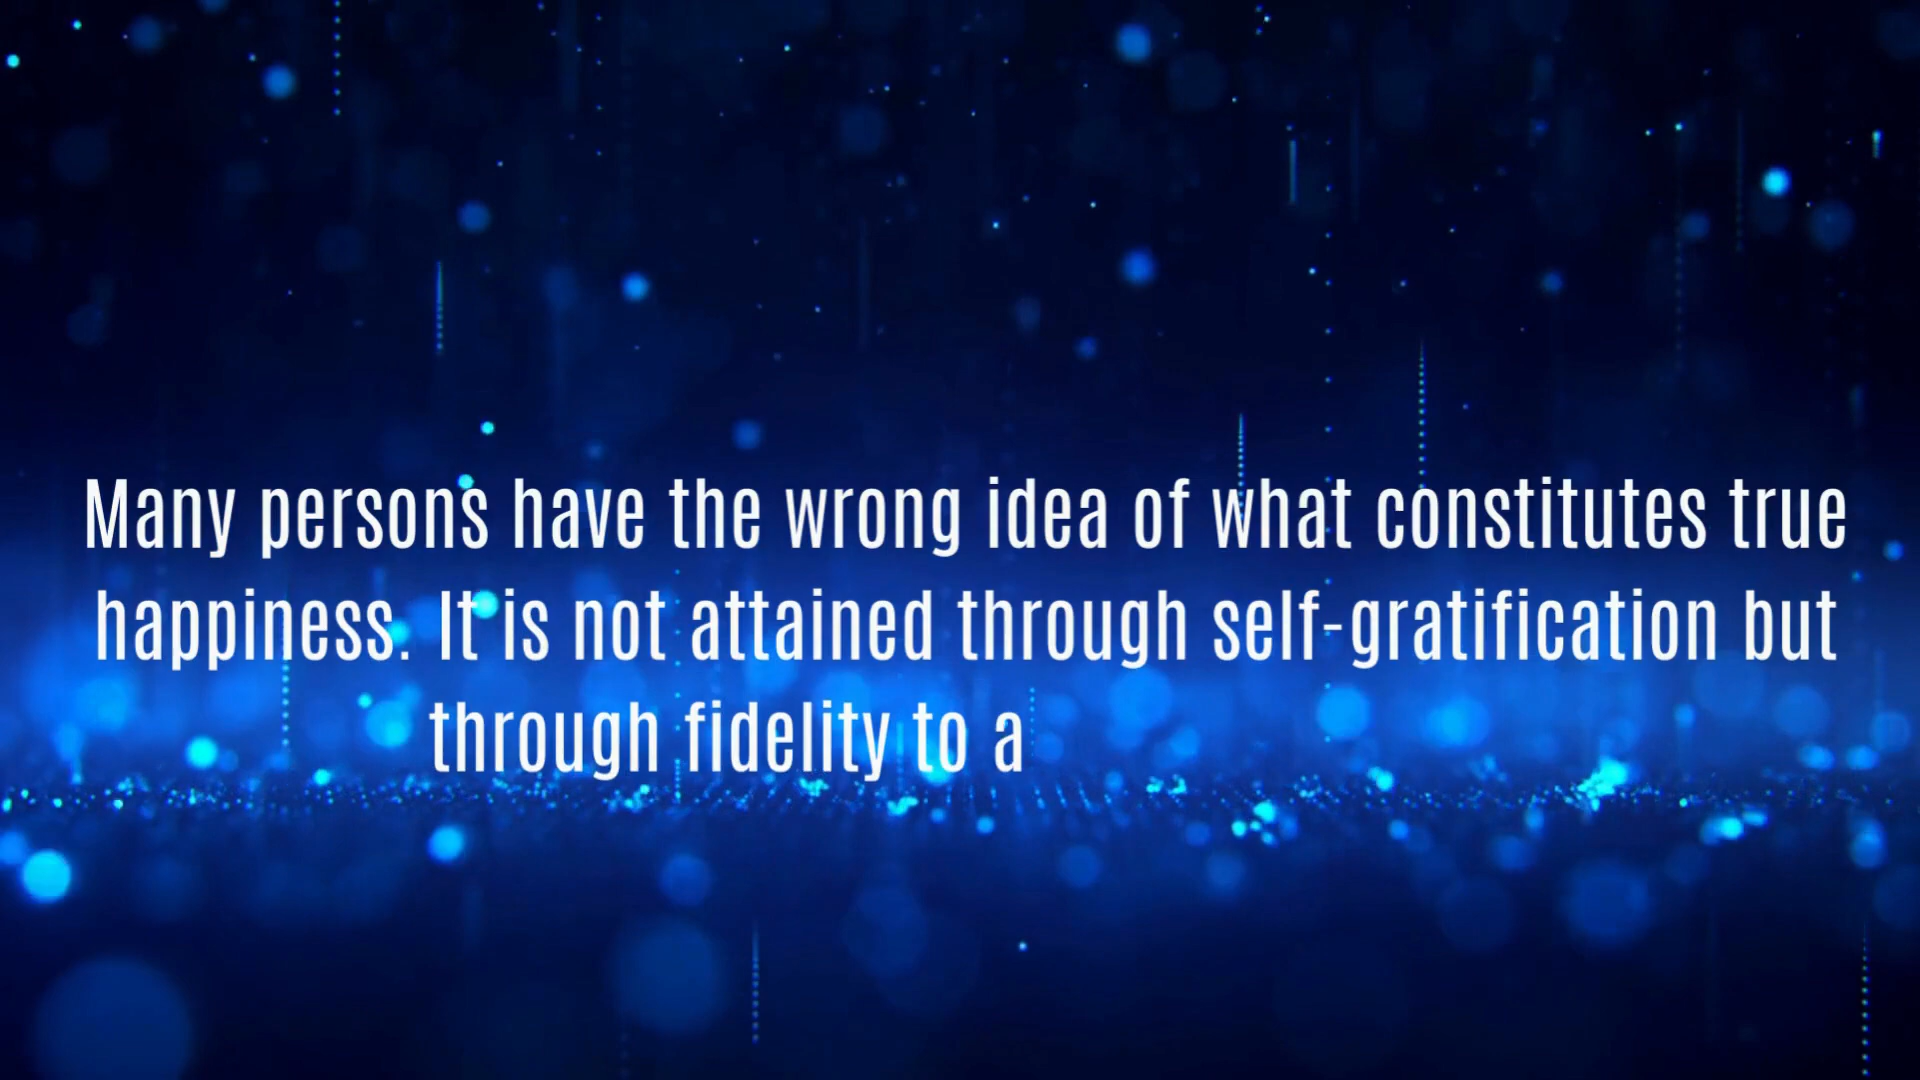 Many persons have the wrong idea of what constitutes true
happiness. It is not attained through self-gratification but
through fidelity to a